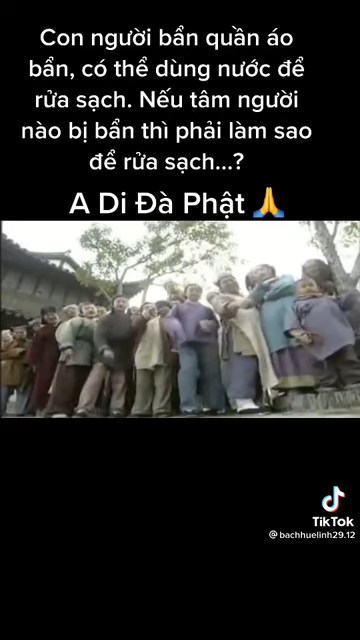 Con người bẩn quần áo
bẩn, có thể dùng nước để
rửa sạch. Nếu tâm người
nào bị bẩn thì phải làm sao
để rửa sạch...?
A Di Đà Phật 🙏
TikTok
@bachhuelinh29.12